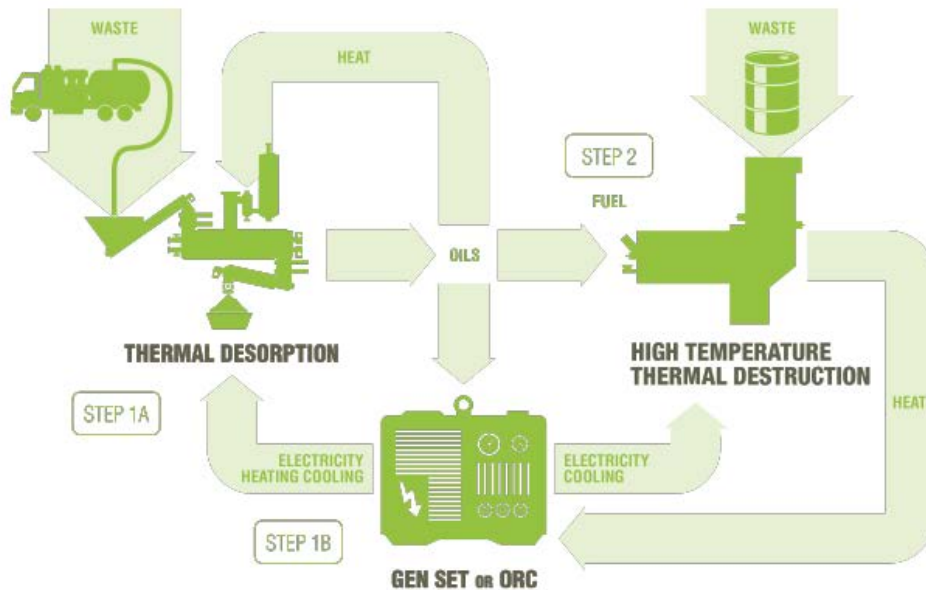 WASTE
WASTE
HEAT
STEP 2
FUEL
OILS
THERMAL DESORPTION
HIGH TEMPERATURE
THERMAL DESTRUCTION
HEAT
STEP 1A
ELECTRICITY
HEATING COOLING
ELECTRICITY
COOLING
STEP 1B
GEN SET OR ORC